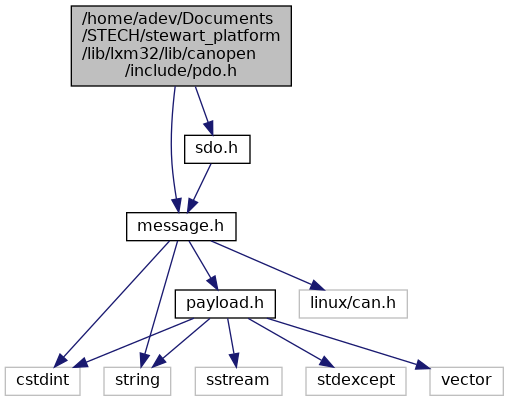 /home/adev/Documents
/STECH/stewart_platform
/lib/lxm32/lib/canopen
/include/pdo.h
sdo.h
message.h
payload.h
linux/can.h
cstdint
string
sstream
stdexcept
vector